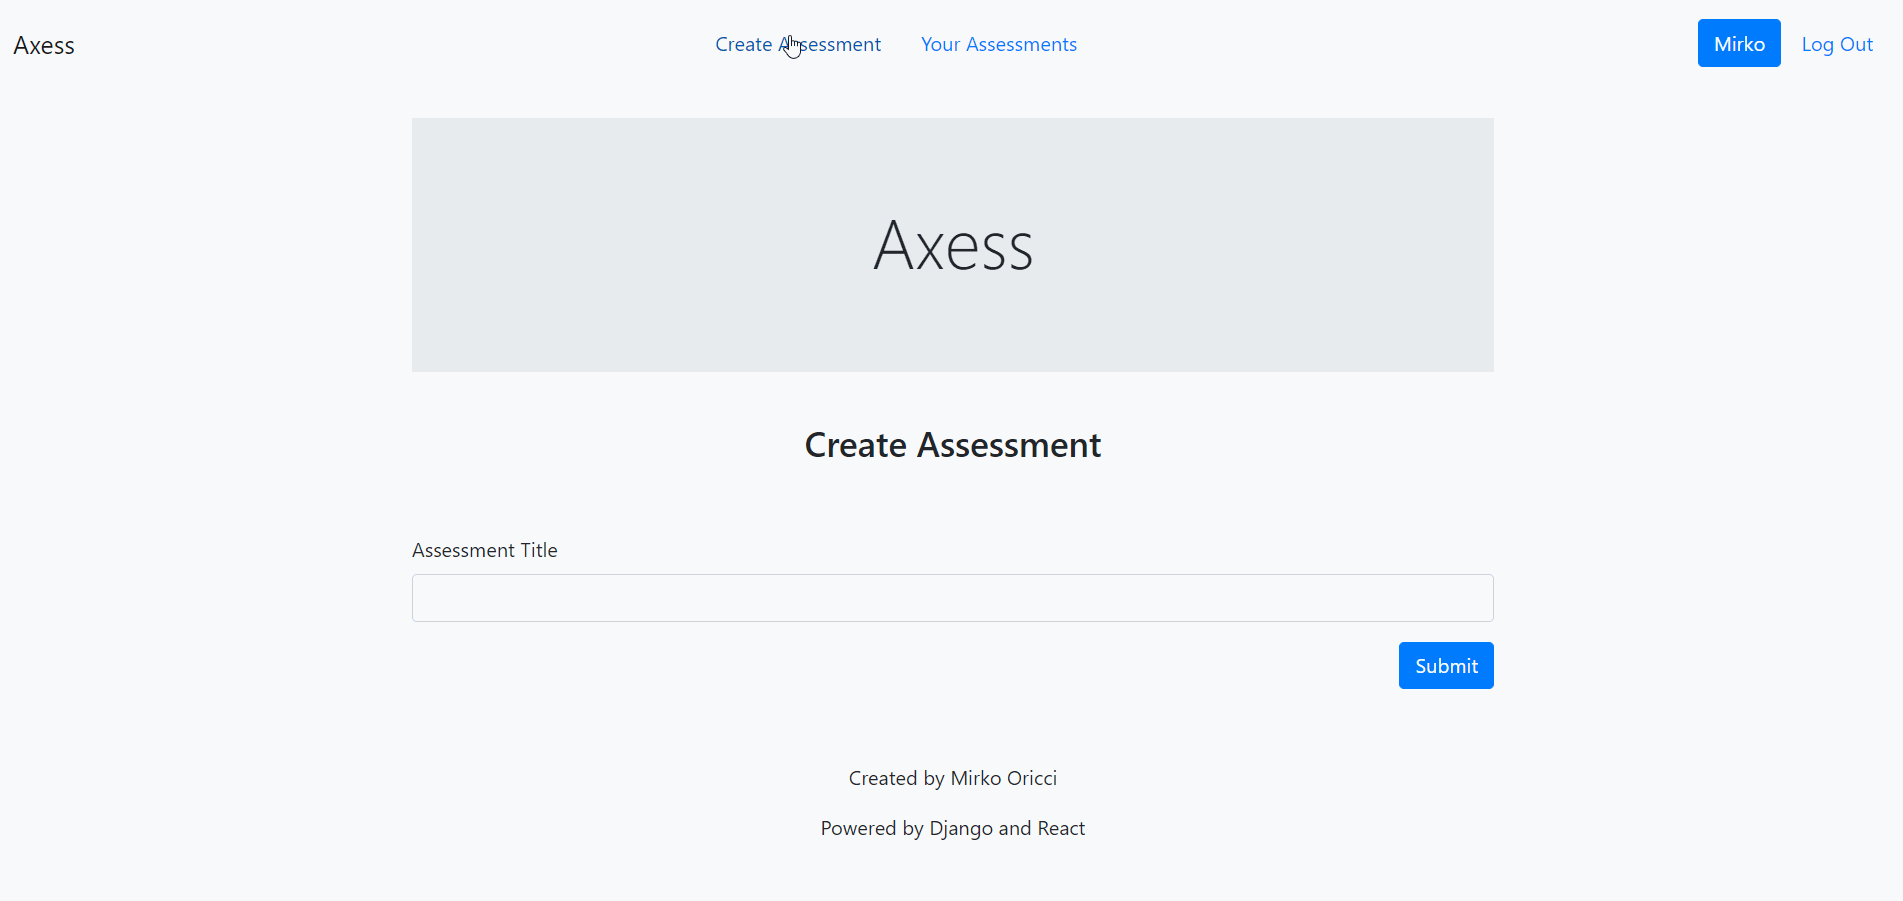 Axess Create Assessment Your Assessments Mirko Log Out
Axess
Create Assessment
Assessment Title
Submit
Created by Mirko Oricci
Powered by Django and React